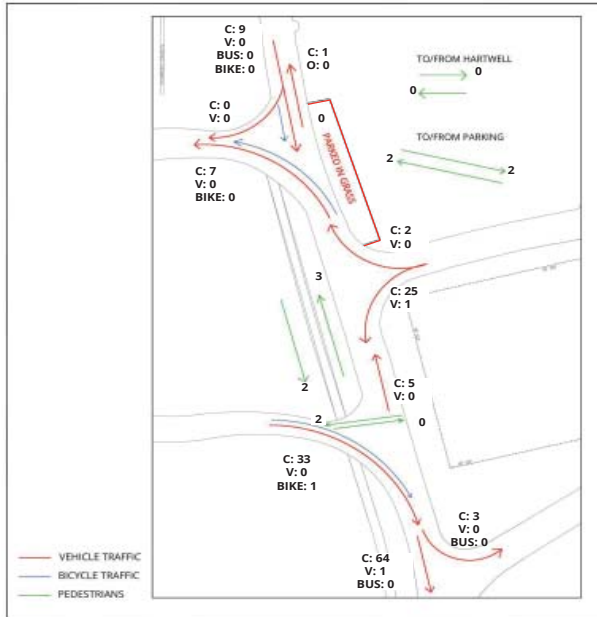 C: 9
V: 0
BUS: 0
BIKE: 0
C: 1
O: 0
TO/FROM HARTWELL
0
0
C: 0
V: 0
0
PARKED IN GRASS
TO/FROM PARKING
2
2
C: 7
V: 0
BIKE: 0
C: 2
V: 0
3
C: 25
V: 1
2
C: 5
V: 0
2
0
C: 33
V: 0
BIKE: 1
C: 3
V: 0
BUS: 0
C: 64
V: 1
BUS: 0
VEHICLE TRAFFIC
BICYCLE TRAFFIC
PEDESTRIANS